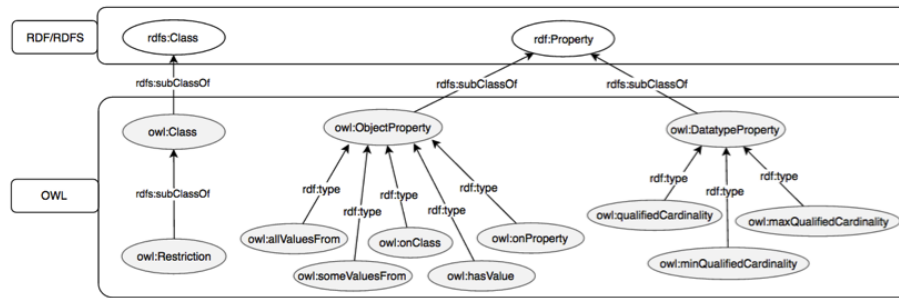 RDF/RDFS
rdfs:Class
rdf:Property
rdfs:subClassOf
rdfs:subClassOf
rdfs:subClassOf
owl:Class
owl:ObjectProperty
owl:DatatypeProperty
OWL
rdfs:subClassOf
rdf:type
rdf:type
rdf:type
rdf:type
rdf:type
rdf:type
rdf:type
rdf:type
owl:qualifiedCardinality
owl:maxQualifiedCardinality
owl:allValuesFrom
owl:onClass
owl:onProperty
owl:Restriction
owl:someValuesFrom
owl:hasValue
owl:minQualifiedCardinality